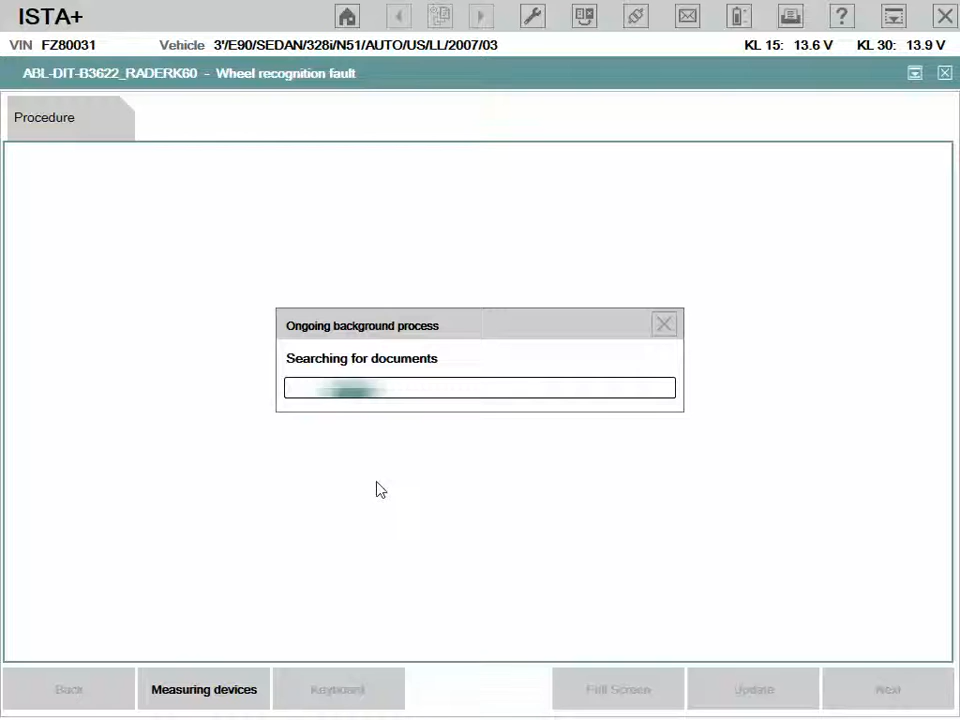 ISTA+
VIN FZ80031 Vehicle 3'/E90/SEDAN/328i/N51/AUTO/US/LL/2007/03 KL 15: 13.6 V KL 30: 13.9 V
ABL-DIT-B3622_RADERK60 - Wheel recognition fault
Procedure
Ongoing background process
Searching for documents
Back Measuring devices Keyboard Full Screen Update Next